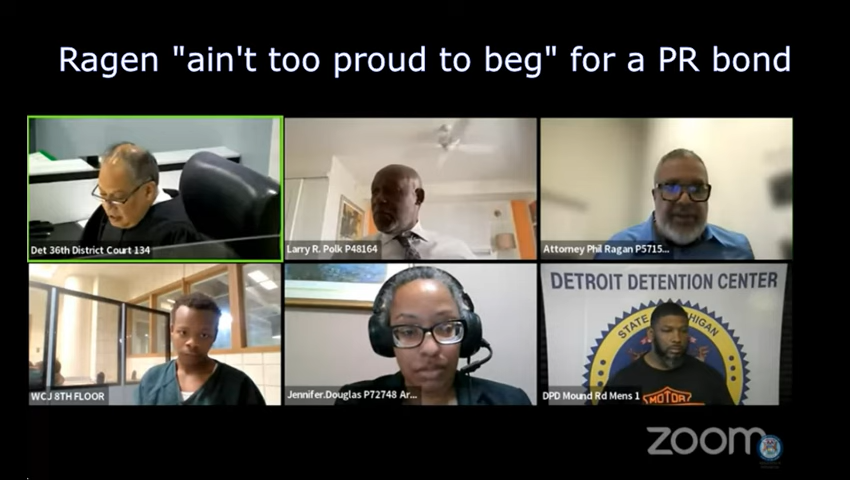 Ragen "ain't too proud to beg" for a PR bond
Det 36th District Court 134
Larry R. Polk P48164
Attorney Phil Ragan P5715...
DETROIT DETENTION CENTER
STATE MICHIGAN
MOTOR
WCJ 8TH FLOOR
Jennifer.Douglas P72748 Ar...
DPD Mound Rd Mens 1
zoom